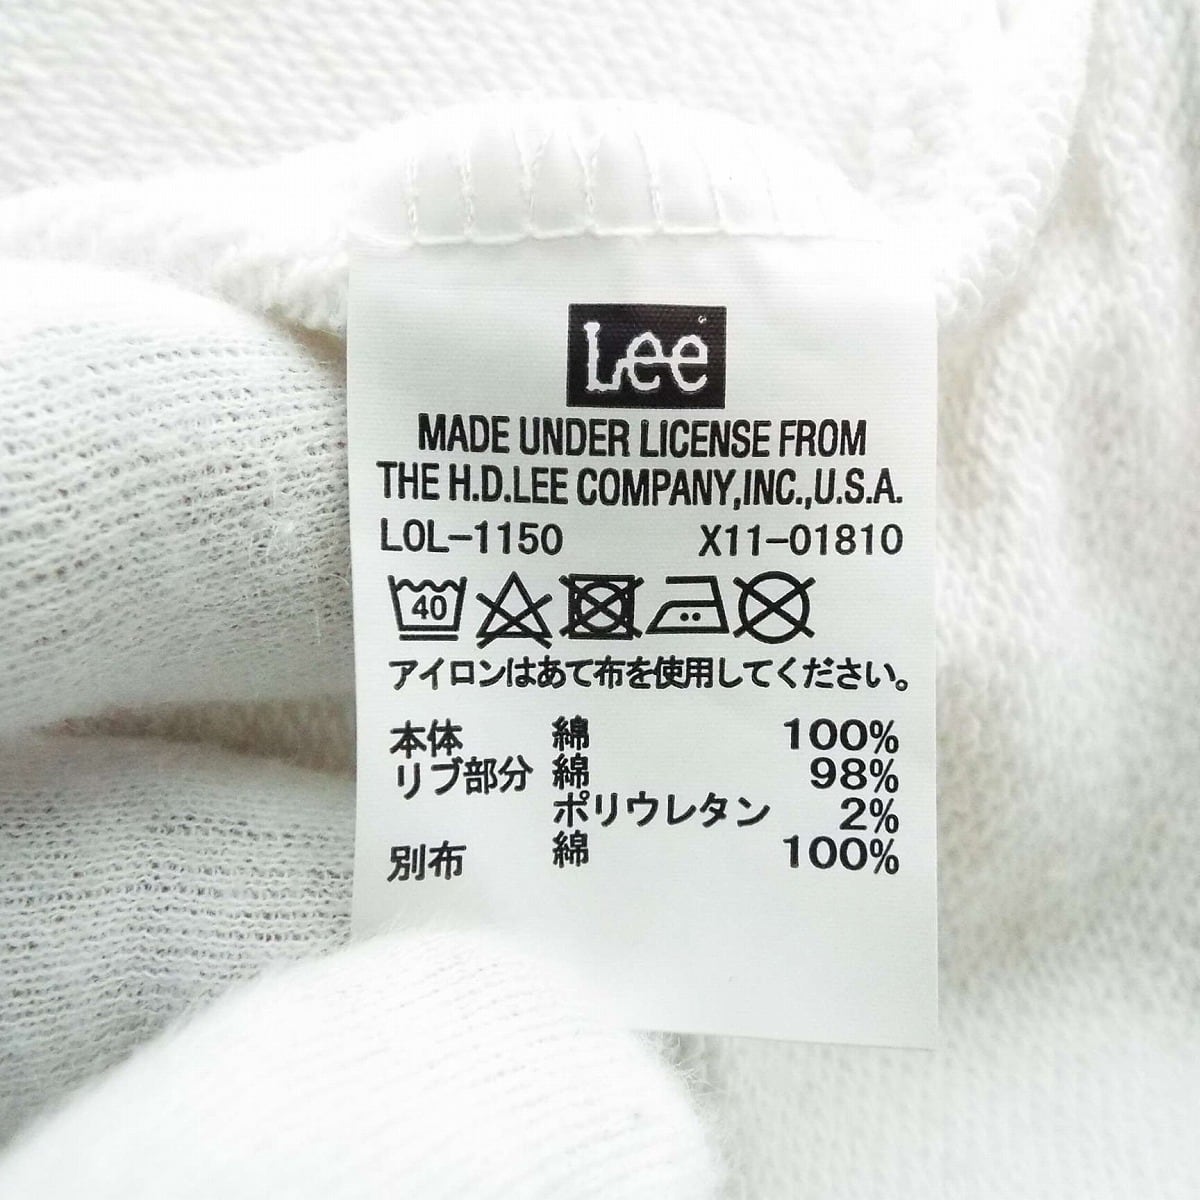 Lee
MADE UNDER LICENSE FROM
THE H.D.LEE COMPANY,INC.,U.S.A.
LOL-1150 X11-01810
40
アイロンはあて布を使用してください。
本体 綿 100%
リブ部分 綿 98%
ポリウレタン 2%
別布 綿 100%